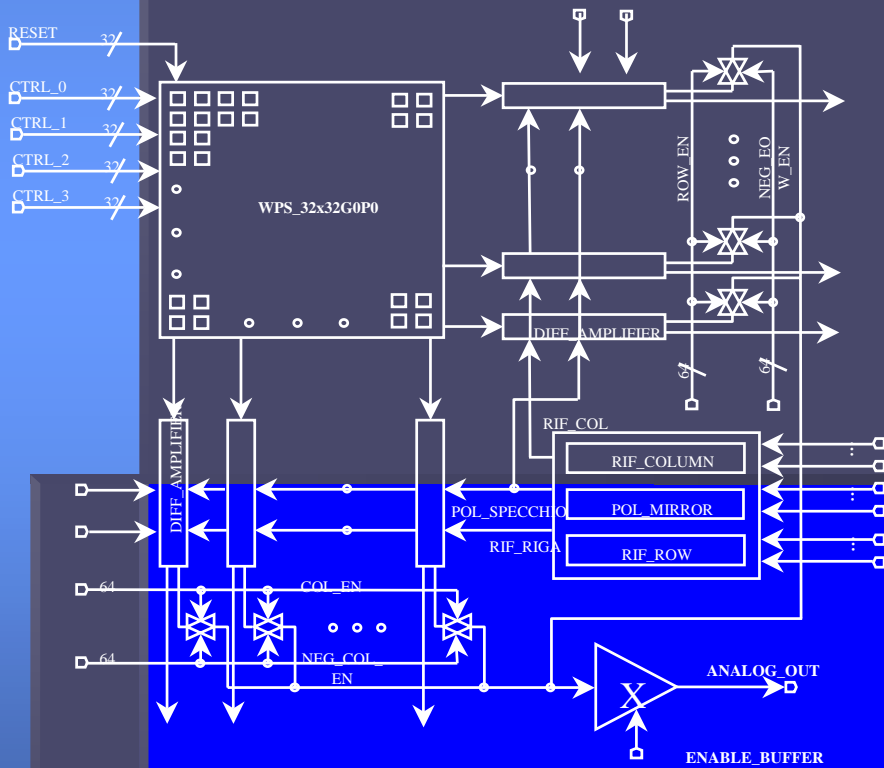 RESET
32
CTRL_0
32
CTRL_1
32
CTRL_2
32
CTRL_3
32
WPS_32x32G0P0
ROW_EN
NEG_EO
W_EN
DIFF_AMPLIFIER
64
64
DIFF_AMPLIFIER
RIF_COL
RIF_COLUMN
POL_SPECCHIO
POL_MIRROR
RIF_RIGA
RIF_ROW
64
COL_EN
64
NEG_COL_
EN
X
ANALOG_OUT
ENABLE_BUFFER